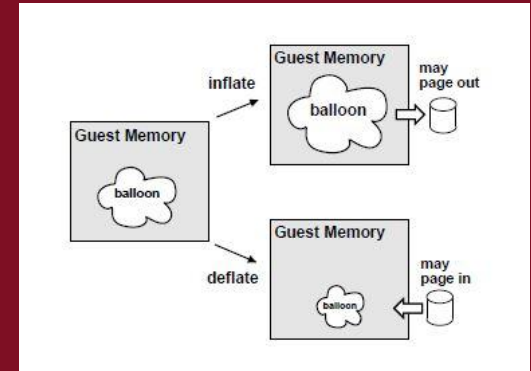 Guest Memory
balloon
inflate
Guest Memory
balloon
may
page out
deflate
Guest Memory
balloon
may
page in